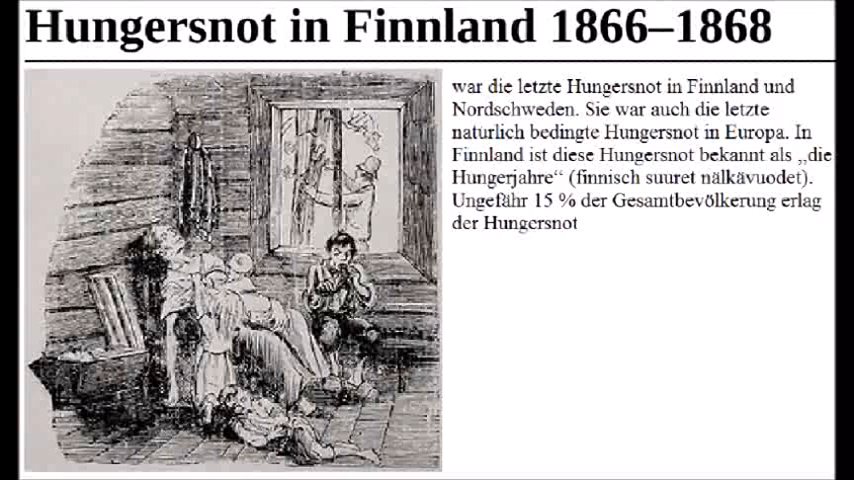 Hungersnot in Finnland 1866–1868
war die letzte Hungersnot in Finnland und
Nordschweden. Sie war auch die letzte
natürlich bedingte Hungersnot in Europa. In
Finnland ist diese Hungersnot bekannt als „die
Hungerjahre“ (finnisch suuret nälkävuodet).
Ungefähr 15 % der Gesamtbevölkerung erlag
der Hungersnot